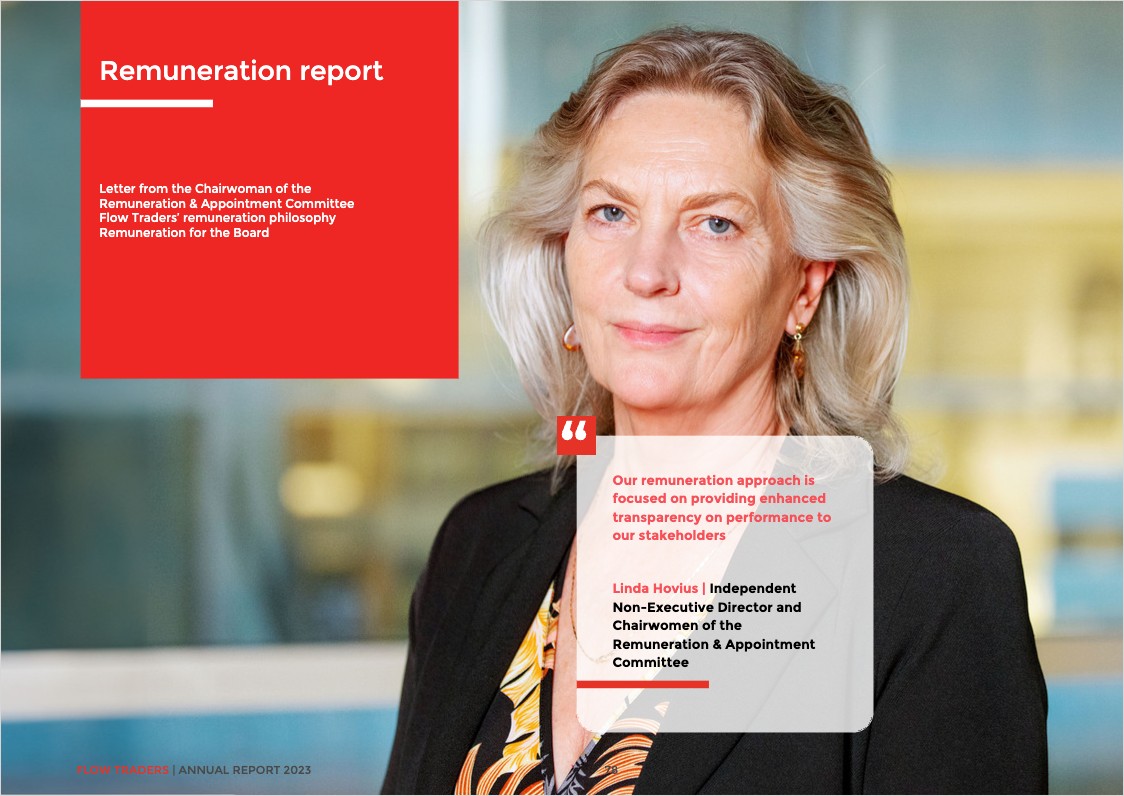 Remuneration report
Letter from the Chairwoman of the
Remuneration & Appointment Committee
Flow Traders’ remuneration philosophy
Remuneration for the Board
“
Our remuneration approach is
focused on providing enhanced
transparency on performance to
our stakeholders
Linda Hovius | Independent
Non-Executive Director and
Chairwomen of the
Remuneration & Appointment
Committee
FLOW TRADERS | ANNUAL REPORT 2023